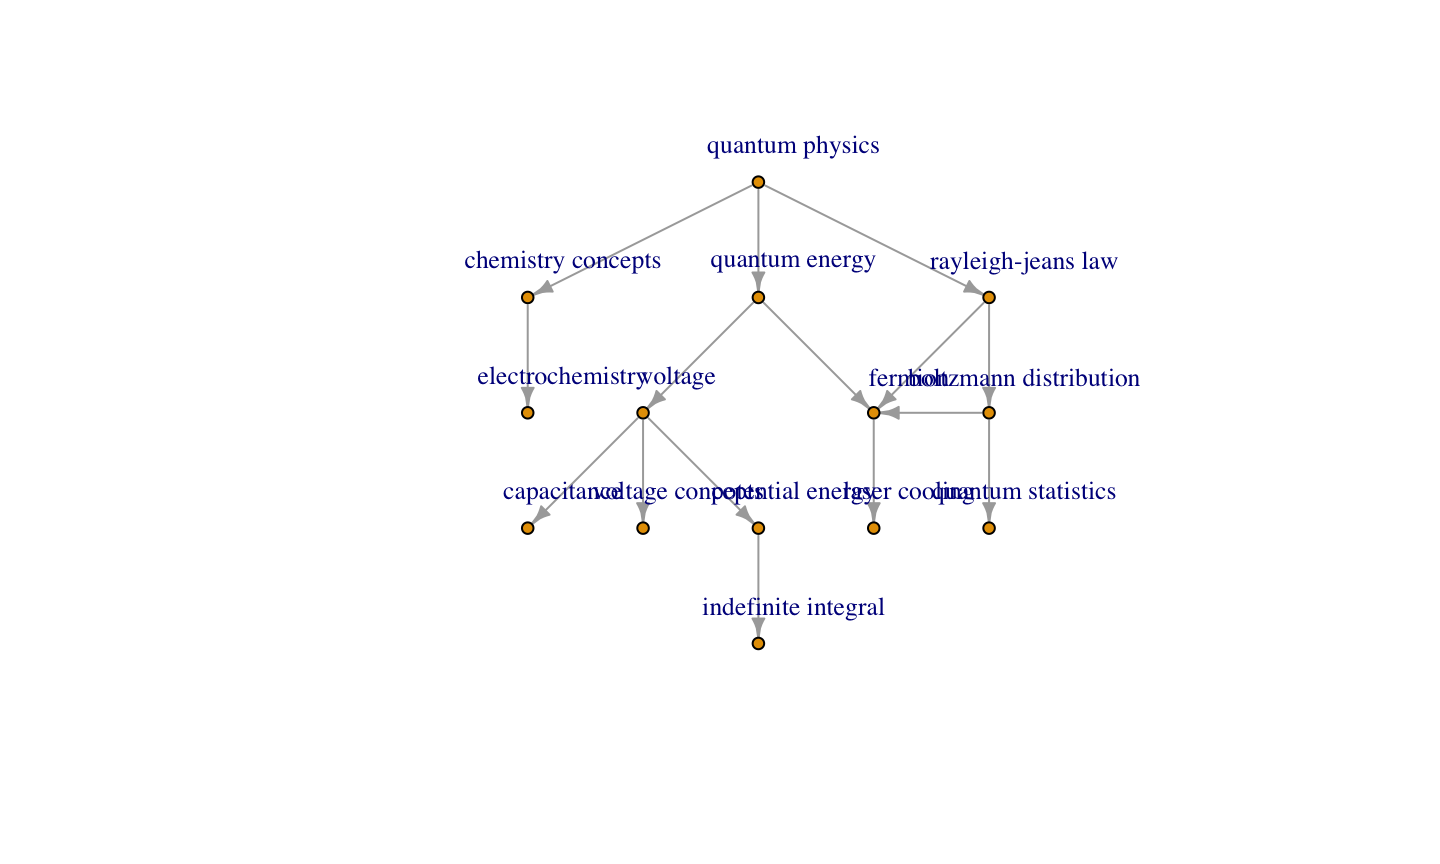 quantum physics
chemistry concepts
quantum energy
rayleigh-jeans law
electrochemistry
voltage
fermion
boltzmann distribution
capacitance
voltage concepts
potential energy
laser cooling
quantum statistics
indefinite integral